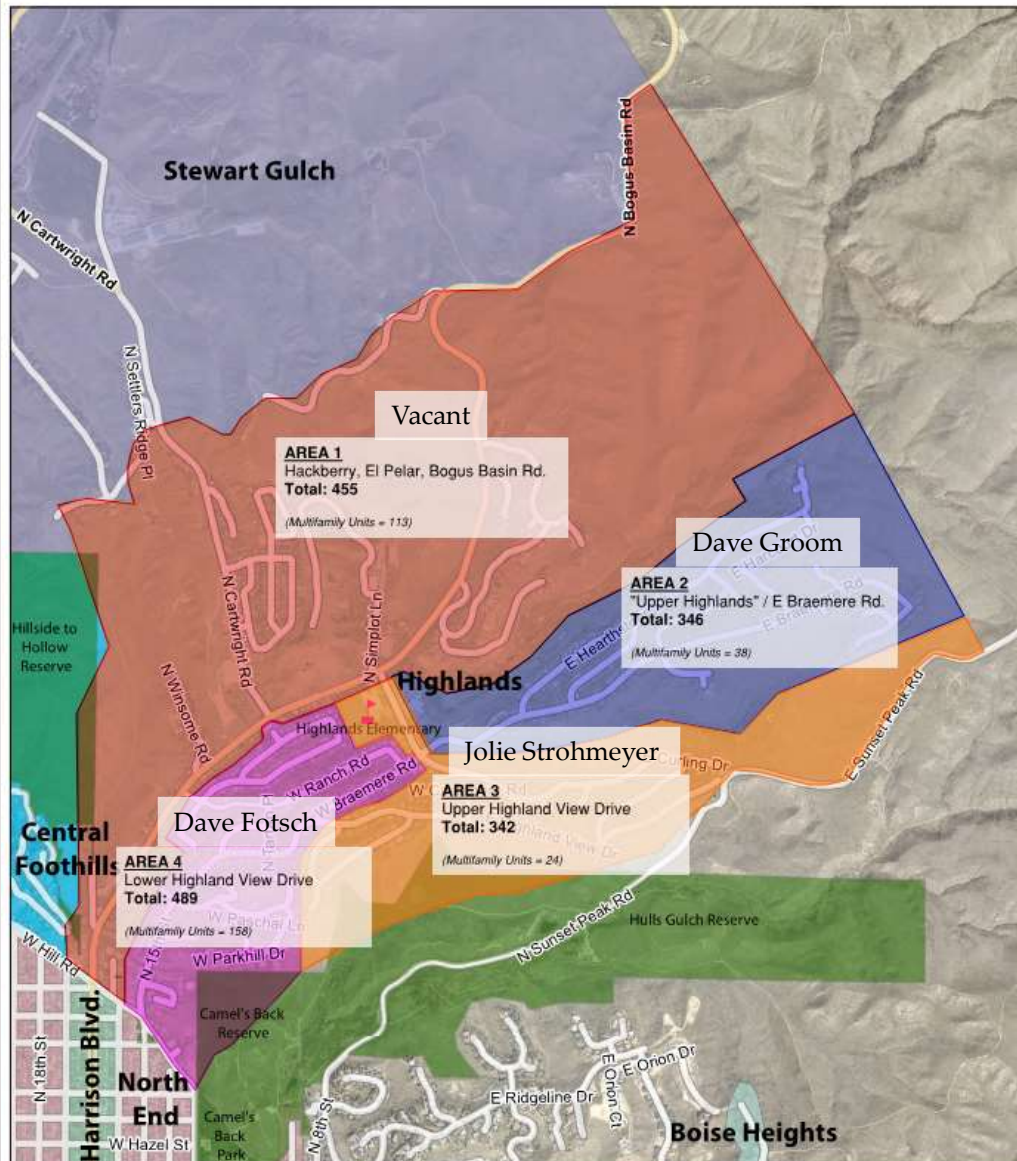 N Bogus Basin Rd
Stewart Gulch
N Cartwright Rd
N Settlers Ridge Pl
Vacant
AREA 1
Hackberry, El Pelar, Bogus Basin Rd.
Total: 455
(Multifamily Units = 113)
Dave Groom
AREA 2
"Upper Highlands" / E Braemere Rd.
Total: 346
(Multifamily Units = 38)
N Cartwright Rd
N Simplot Ln
Hillside to
Hollow
Reserve
N Winsome Rd
Highlands
Highlands Elementary
Jolie Strohmeyer
Curling Dr
E Sunset Peak Rd
W Ranch Rd
W Braemere Rd
AREA 3
Upper Highland View Drive
Total: 342
(Multifamily Units = 24)
Dave Fotsch
Central
Foothills
AREA 4
Lower Highland View Drive
Total: 489
(Multifamily Units = 158)
W Paschal Ln
W Parkhill Dr
W Hill Rd
Hulls Gulch Reserve
N Sunset Peak Rd
Camel's Back
Reserve
N 18th St
Harrison Blvd.
North
End
W Hazel St
Camel's
Back
Park
N 8th St
E Ridgeline Dr
E Orion Ct
E Orion Dr
Boise Heights